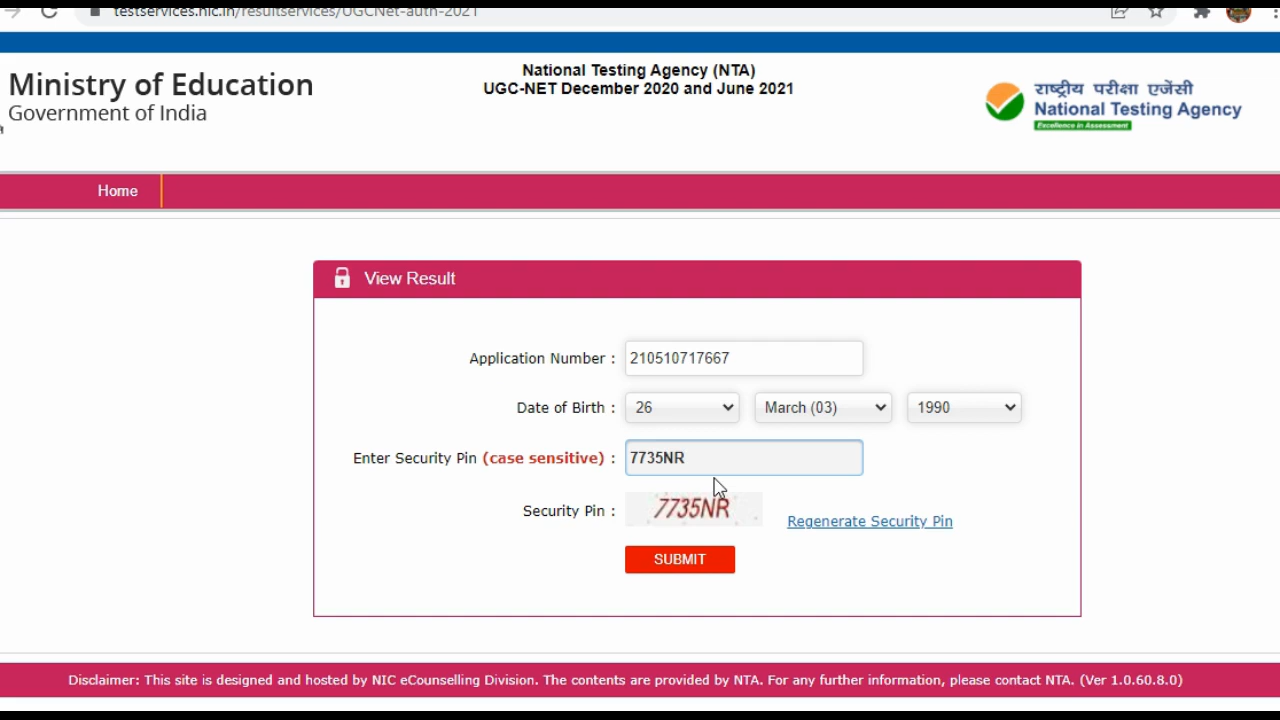 testservices.nic.in/resultservices/UGCNet-auth-2021
Ministry of Education
Government of India
National Testing Agency (NTA)
UGC-NET December 2020 and June 2021
राष्ट्रीय परीक्षा एजेंसी
National Testing Agency
Excellence in Assessment
Home
View Result
Application Number : 210510717667
Date of Birth : 26 March (03) 1990
Enter Security Pin (case sensitive) : 7735NR
Security Pin : 7735NR Regenerate Security Pin
SUBMIT
Disclaimer: This site is designed and hosted by NIC eCounselling Division. The contents are provided by NTA. For any further information, please contact NTA. (Ver 1.0.60.8.0)